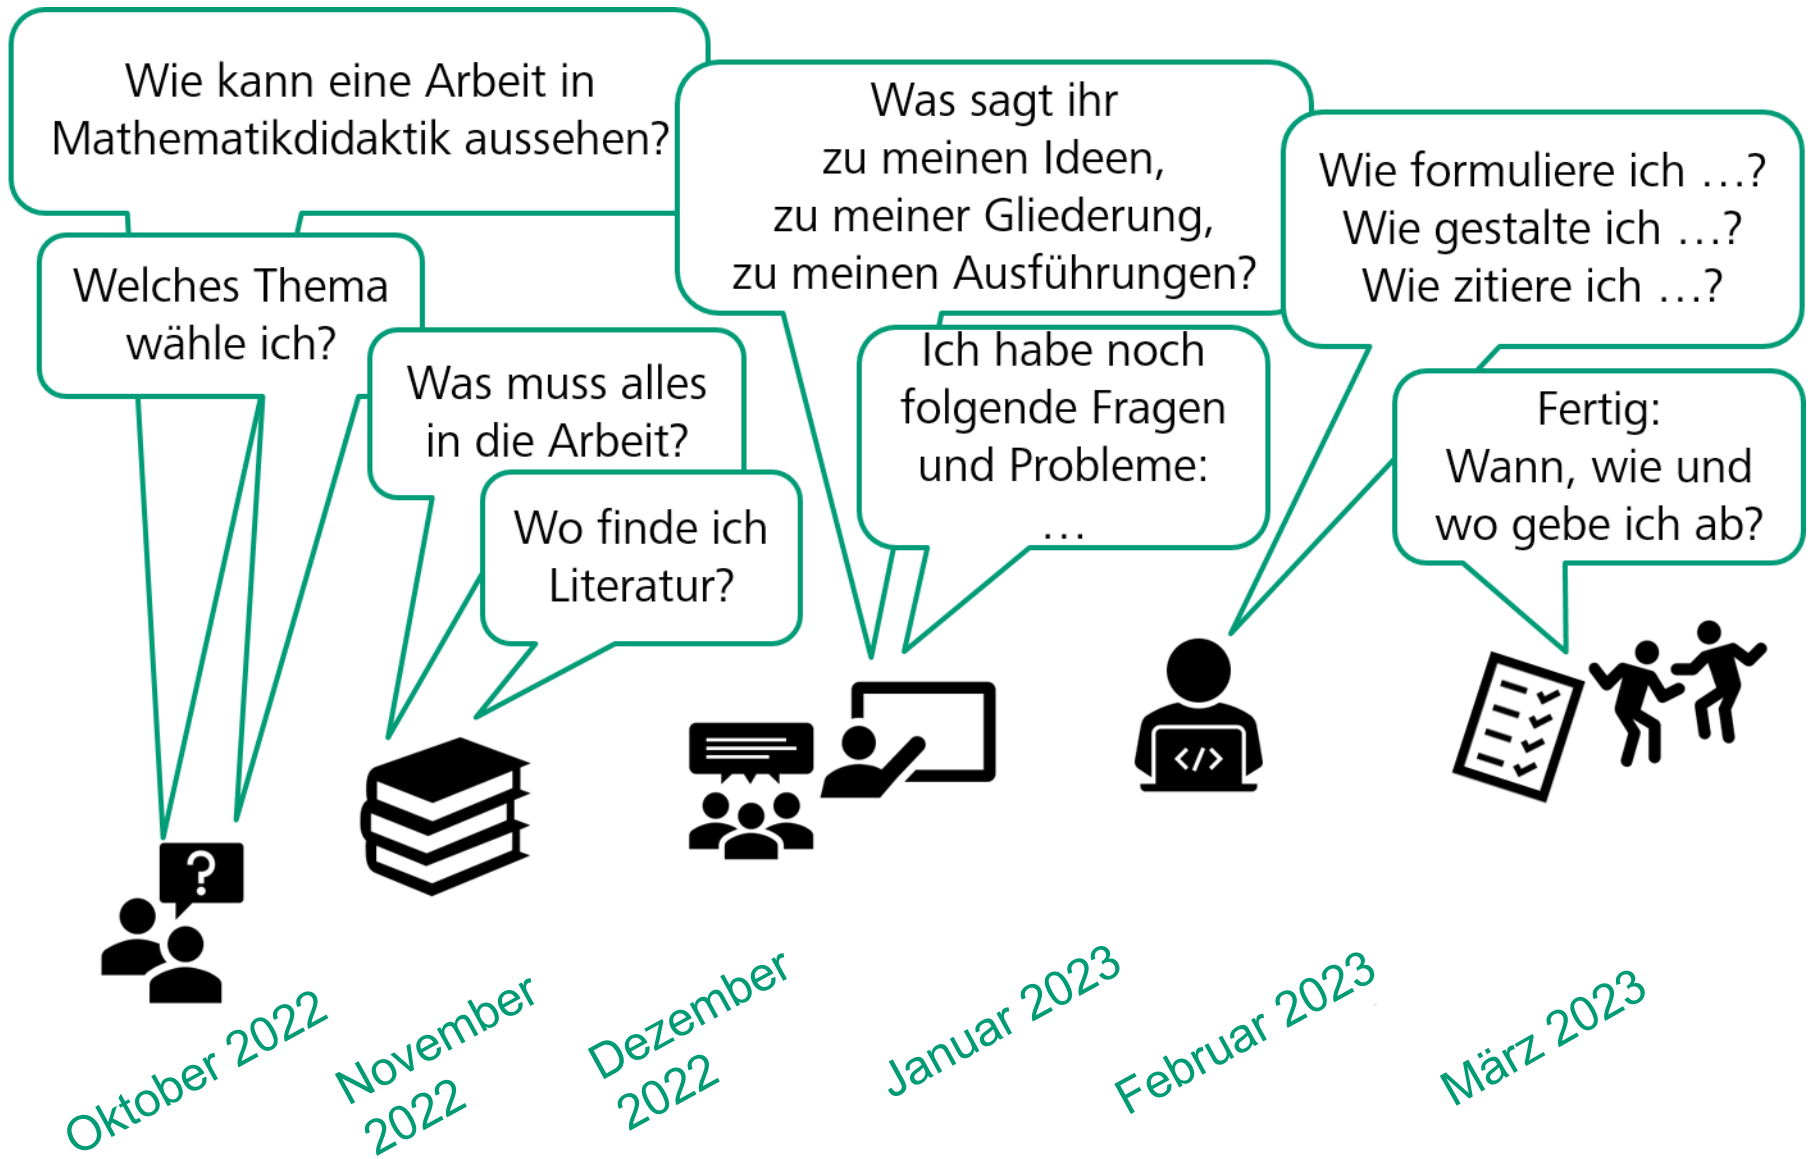 Wie kann eine Arbeit in
Mathematikdidaktik aussehen?
Welches Thema
wähle ich?
Was muss alles
in die Arbeit?
Wo finde ich
Literatur?
Was sagt ihr
zu meinen Ideen,
zu meiner Gliederung,
zu meinen Ausführungen?
Ich habe noch
folgende Fragen
und Probleme:
...
Wie formuliere ich ...?
Wie gestalte ich ...?
Wie zitiere ich ...?
Fertig:
Wann, wie und
wo gebe ich ab?
?
</>
Oktober 2022
November
2022
Dezember
2022
Januar 2023
Februar 2023
März 2023